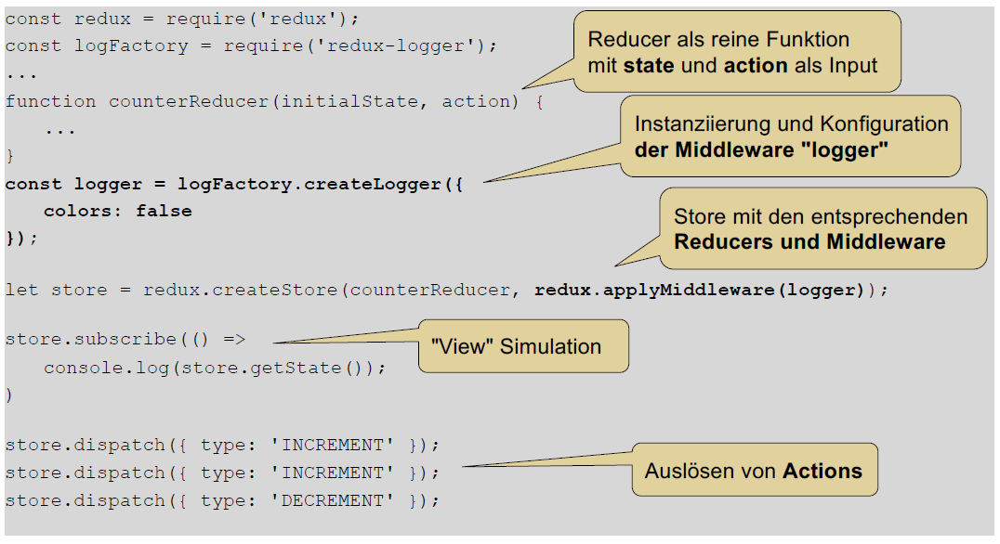 const redux = require('redux');
const logFactory = require('redux-logger');
...
function counterReducer(initialState, action) {
...
}
const logger = logFactory.createLogger({
colors: false
});
let store = redux.createStore(counterReducer, redux.applyMiddleware(logger));
store.subscribe(() =>
console.log(store.getState());
)
store.dispatch({ type: 'INCREMENT' });
store.dispatch({ type: 'INCREMENT' });
store.dispatch({ type: 'DECREMENT' });
Reducer als reine Funktion
mit state und action als Input
Instanziierung und Konfiguration
der Middleware "logger"
Store mit den entsprechenden
Reducers und Middleware
"View" Simulation
Auslösen von Actions